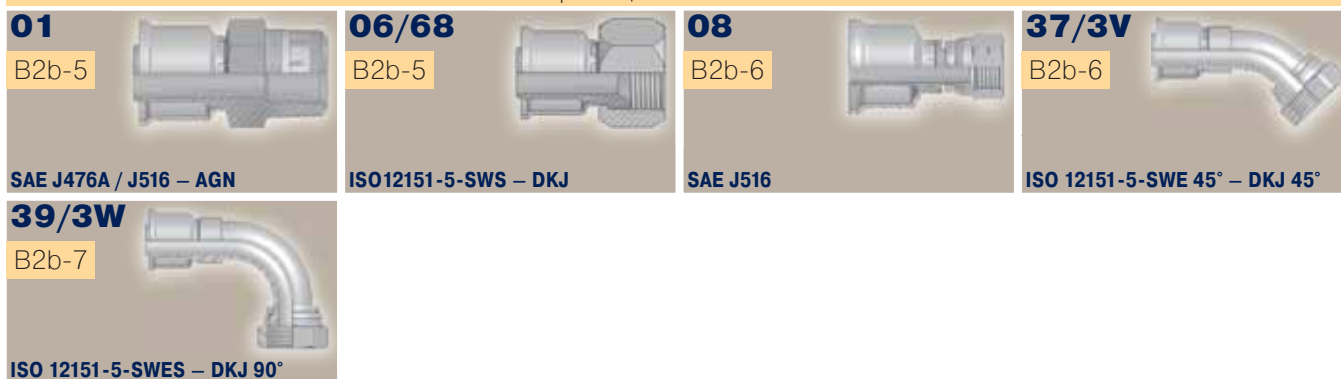 01
B2b-5
SAE J476A / J516 – AGN
06/68
B2b-5
ISO12151-5-SWS – DKJ
08
B2b-6
SAE J516
37/3V
B2b-6
ISO 12151-5-SWE 45° – DKJ 45°
39/3W
B2b-7
ISO 12151-5-SWES – DKJ 90°